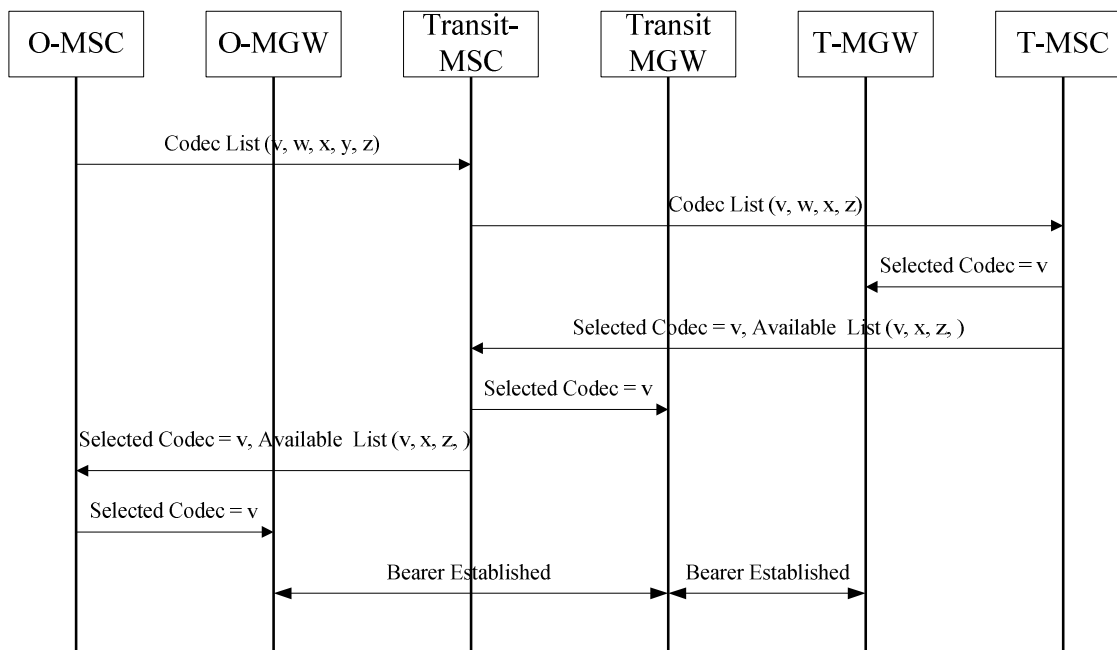 O-MSC
O-MGW
Transit-
MSC
Transit
MGW
T-MGW
T-MSC
Codec List (v, w, x, y, z)
Codec List (v, w, x, z)
Selected Codec = v
Selected Codec = v, Available List (v, x, z, )
Selected Codec = v
Selected Codec = v, Available List (v, x, z, )
Selected Codec = v
Bearer Established
Bearer Established